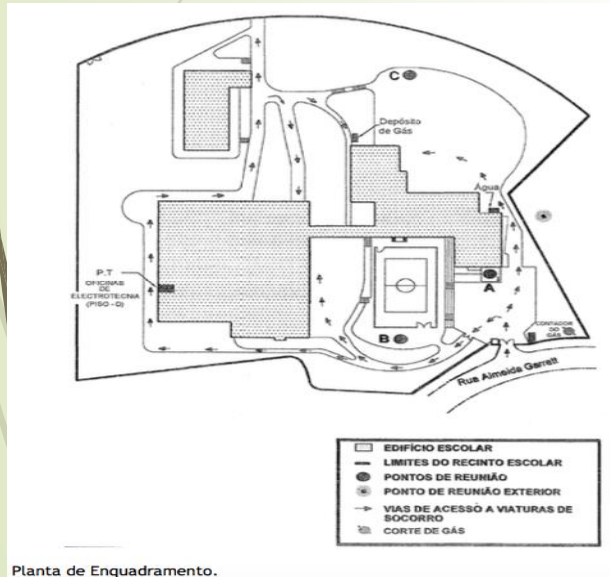 C
Depósito
de Gás
Água
P.T
OFICINAS
DE
ELECTROTECNIA
(PISO - D)
A
B
CONTADOR
DO
GÁS
Rua Almeida Garrett
EDIFÍCIO ESCOLAR
LIMITES DO RECINTO ESCOLAR
PONTOS DE REUNIÃO
PONTO DE REUNIÃO EXTERIOR
VIAS DE ACESSO A VIATURAS DE
SOCORRO
CORTE DE GÁS
Planta de Enquadramento.